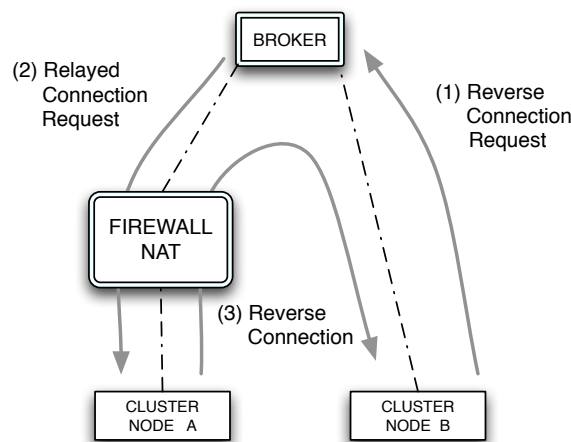 BROKER
(2) Relayed
Connection
Request
(1) Reverse
Connection
Request
FIREWALL
NAT
(3) Reverse
Connection
CLUSTER
NODE A
CLUSTER
NODE B